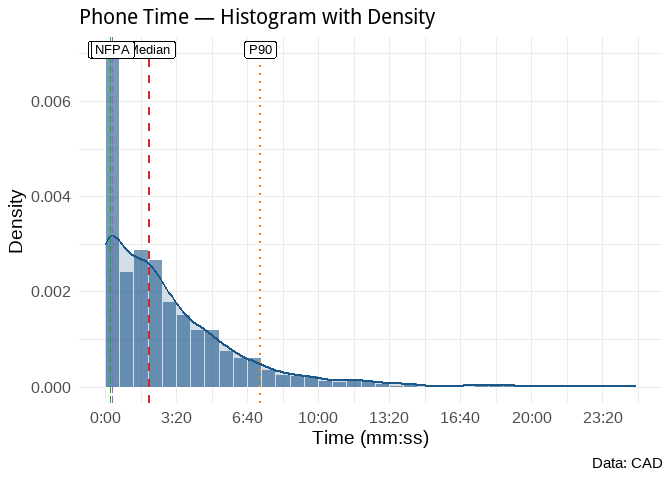 Phone Time — Histogram with Density
NFPA
Median
P90
Density
0.006
0.004
0.002
0.000
0:00 3:20 6:40 10:00 13:20 16:40 20:00 23:20
Time (mm:ss)
Data: CAD